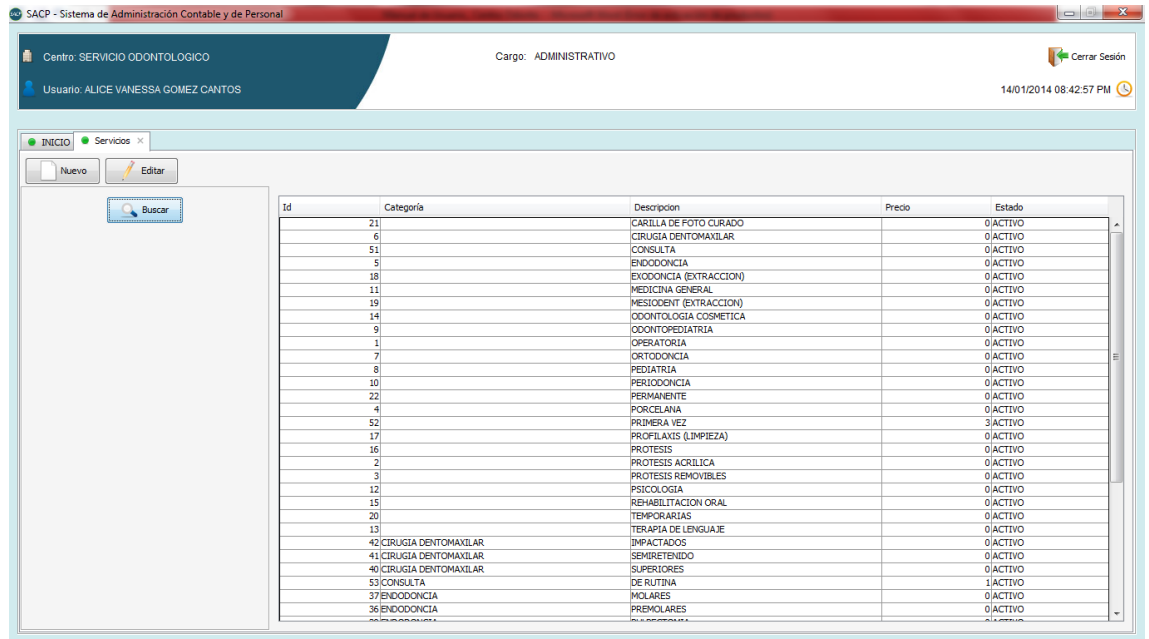 SACP - Sistema de Administración Contable y de Personal
Centro: SERVICIO ODONTOLOGICO
Cargo: ADMINISTRATIVO
Cerrar Sesión
Usuario: ALICE VANESSA GOMEZ CANTOS
14/01/2014 08:42:57 PM
INICIO
Servicios
Nuevo
Editar
Buscar
Id Categoría Descripcion Precio Estado
21 CARILLA DE FOTO CURADO 0 ACTIVO
6 CIRUGIA DENTOMAXILAR 0 ACTIVO
51 CONSULTA 0 ACTIVO
5 ENDODONCIA 0 ACTIVO
18 EXODONCIA (EXTRACCION) 0 ACTIVO
11 MEDICINA GENERAL 0 ACTIVO
19 MESIODENT (EXTRACCION) 0 ACTIVO
14 ODONTOLOGIA COSMETICA 0 ACTIVO
9 ODONTOPEDIATRIA 0 ACTIVO
1 OPERATORIA 0 ACTIVO
7 ORTODONCIA 0 ACTIVO
8 PEDIATRIA 0 ACTIVO
10 PERIODONCIA 0 ACTIVO
22 PERMANENTE 0 ACTIVO
4 PORCELANA 0 ACTIVO
52 PRIMERA VEZ 3 ACTIVO
17 PROFILAXIS (LIMPIEZA) 0 ACTIVO
16 PROTESIS 0 ACTIVO
2 PROTESIS ACRILICA 0 ACTIVO
3 PROTESIS REMOVIBLES 0 ACTIVO
12 PSICOLOGIA 0 ACTIVO
15 REHABILITACION ORAL 0 ACTIVO
20 TEMPORARIAS 0 ACTIVO
13 TERAPIA DE LENGUAJE 0 ACTIVO
42 CIRUGIA DENTOMAXILAR IMPACTADOS 0 ACTIVO
41 CIRUGIA DENTOMAXILAR SEMIRETENIDO 0 ACTIVO
40 CIRUGIA DENTOMAXILAR SUPERIORES 0 ACTIVO
53 CONSULTA DE RUTINA 1 ACTIVO
37 ENDODONCIA MOLARES 0 ACTIVO
36 ENDODONCIA PREMOLARES 0 ACTIVO